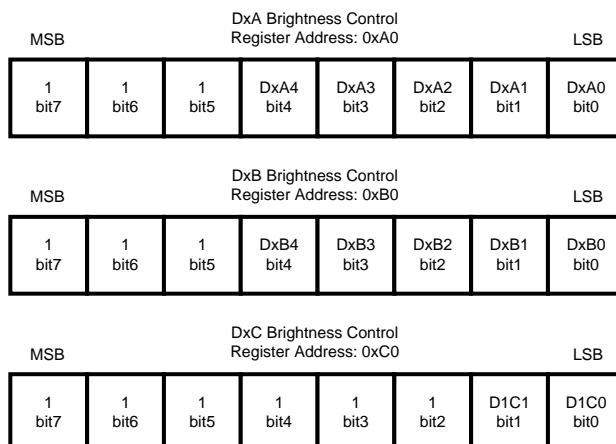 DxA Brightness Control
MSB Register Address: 0xA0 LSB
1 1 1 DxA4 DxA3 DxA2 DxA1 DxA0
bit7 bit6 bit5 bit4 bit3 bit2 bit1 bit0
DxB Brightness Control
MSB Register Address: 0xB0 LSB
1 1 1 DxB4 DxB3 DxB2 DxB1 DxB0
bit7 bit6 bit5 bit4 bit3 bit2 bit1 bit0
DxC Brightness Control
MSB Register Address: 0xC0 LSB
1 1 1 1 1 1 D1C1 D1C0
bit7 bit6 bit5 bit4 bit3 bit2 bit1 bit0